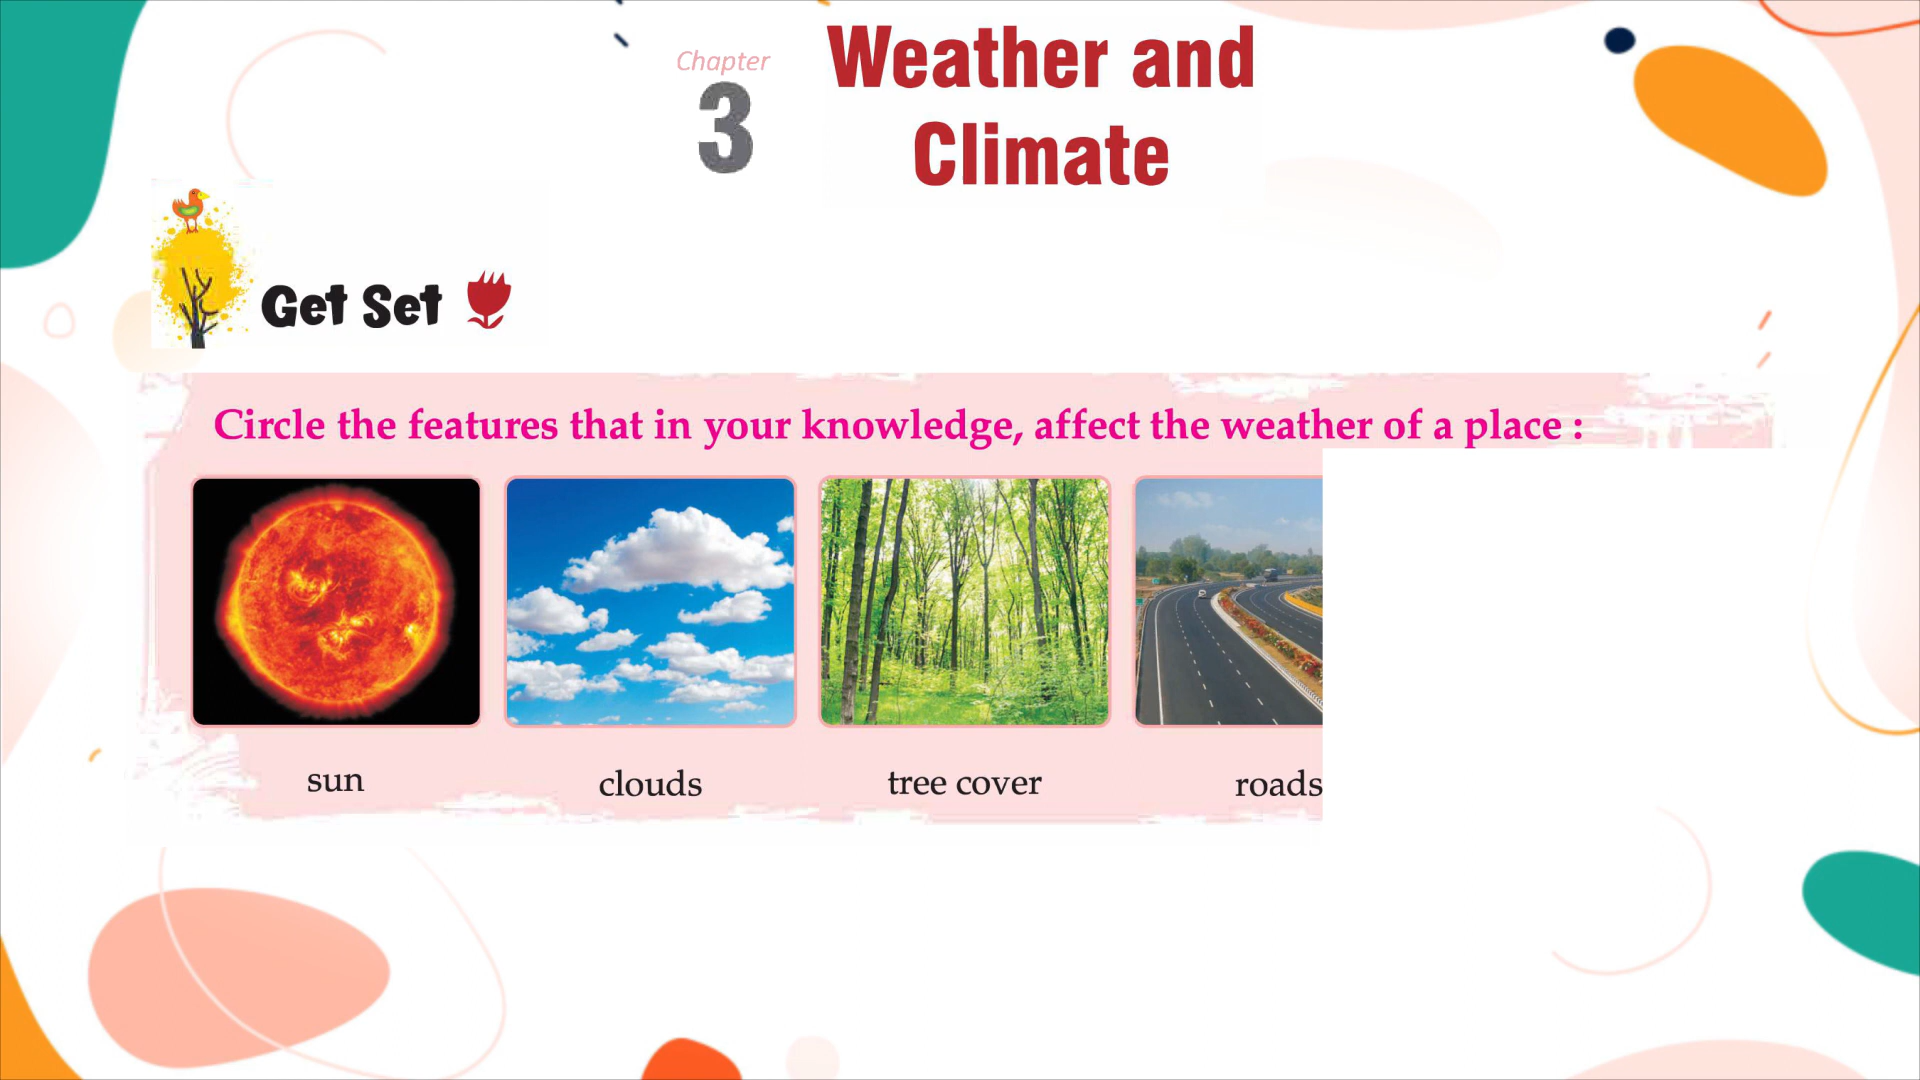 Chapter
3
Weather and
Climate
Get Set
Circle the features that in your knowledge, affect the weather of a place :
sun
clouds
tree cover
roads